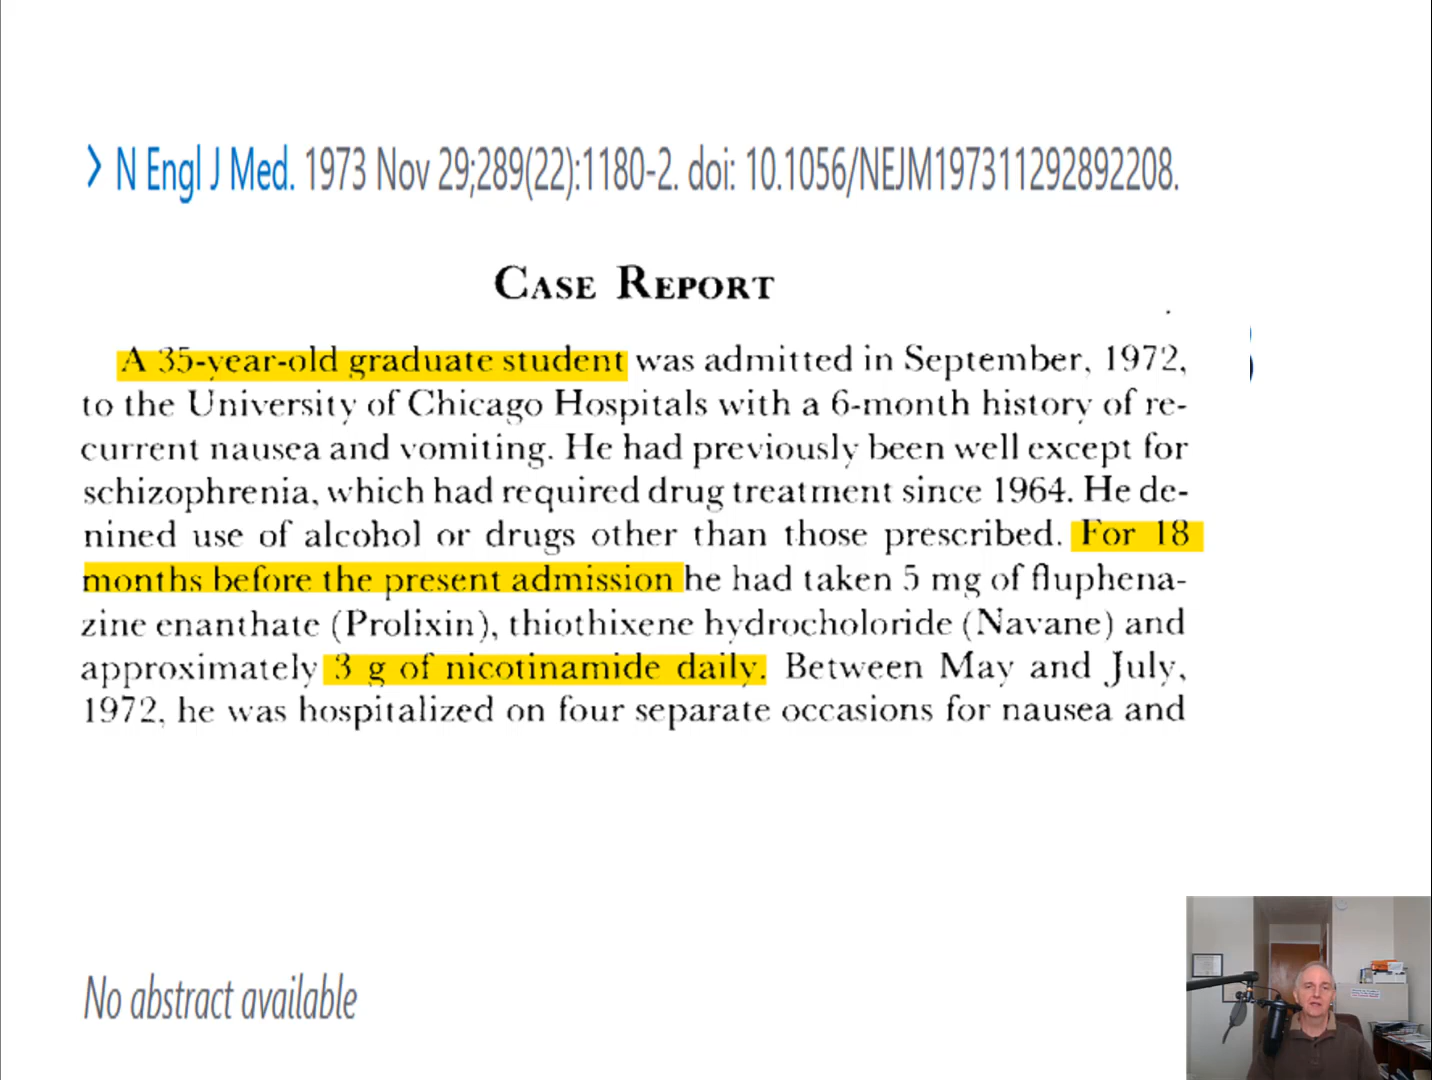 > N Engl J Med. 1973 Nov 29;289(22):1180-2. doi: 10.1056/NEJM197311292892208.
CASE REPORT
A 35-year-old graduate student was admitted in September, 1972,
to the University of Chicago Hospitals with a 6-month history of re-
current nausea and vomiting. He had previously been well except for
schizophrenia, which had required drug treatment since 1964. He de-
nined use of alcohol or drugs other than those prescribed. For 18
months before the present admission he had taken 5 mg of fluphena-
zine enanthate (Prolixin), thiothixene hydrocholoride (Navane) and
approximately 3 g of nicotinamide daily. Between May and July,
1972, he was hospitalized on four separate occasions for nausea and
No abstract available